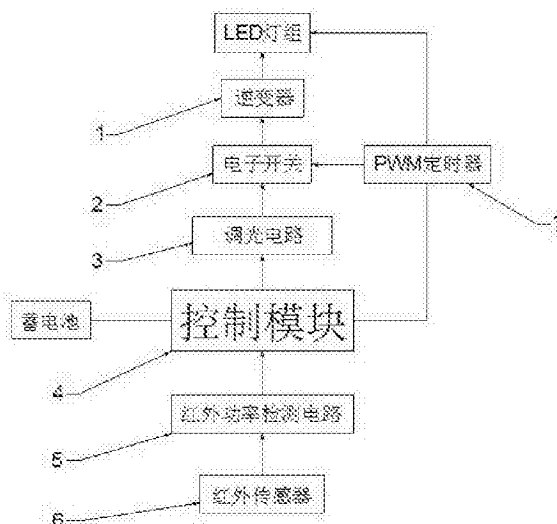 LED灯组
逆变器
1
电子开关
PWM定时器
2
7
调光电路
3
蓄电池
控制模块
4
红外功率检测电路
5
红外传感器
6